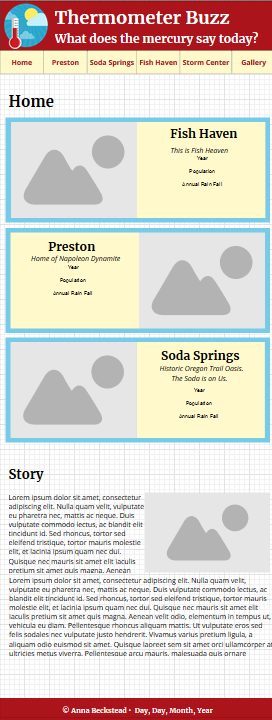 Thermometer Buzz
What does the mercury say today?
Home Preston Soda Springs Fish Haven Storm Center Gallery
Home
Fish Haven
This is Fish Heaven
Year
Population
Annual Rain Fall
Preston
Home of Napoleon Dynamite
Year
Population
Annual Rain Fall
Soda Springs
Historic Oregon Trail Oasis.
The Soda is on Us.
Year
Population
Annual Rain Fall
Story
Lorem ipsum dolor sit amet, consectetur
adipiscing elit. Nulla quam velit, vulputate
eu pharetra nec, mattis ac neque. Duis
vulputate commodo lectus, ac blandit elit
tincidunt id. Sed rhoncus, tortor sed
eleifend tristique, tortor mauris molestie
elit, et lacinia ipsum quam nec dui.
Quisque nec mauris sit amet elit iaculis
pretium sit amet quis magna. Aenean
Lorem ipsum dolor sit amet, consectetur adipiscing elit. Nulla quam velit,
vulputate eu pharetra nec, mattis ac neque. Duis vulputate commodo lectus, ac
blandit elit tincidunt id. Sed rhoncus, tortor sed eleifend tristique, tortor mauris
molestie elit, et lacinia ipsum quam nec dui. Quisque nec mauris sit amet elit
iaculis pretium sit amet quis magna. Aenean velit odio, elementum in tempus ut,
vehicula eu diam. Pellentesque rhoncus aliquam mattis. Ut vulputate eros sed
felis sodales nec vulputate justo hendrerit. Vivamus varius pretium ligula, a
aliquam odio euismod sit amet. Quisque laoreet sem sit amet orci ullamcorper at
ultricies metus viverra. Pellentesque arcu mauris, malesuada quis ornare
© Anna Beckstead • Day, Day, Month, Year